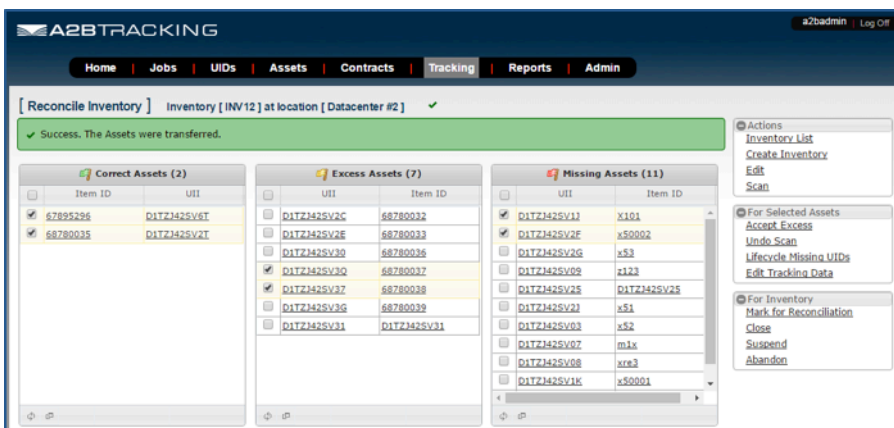 A2BTRACKING
a2badmin | Log Off
Home | Jobs | UIDs | Assets | Contracts | Tracking | Reports | Admin
[ Reconcile Inventory ] Inventory [ INV12 ] at location [ Datacenter #2 ]
Success. The Assets were transferred.
Correct Assets (2)
Item ID UII
67895296 D1TZJ42SV6T
68780035 D1TZJ42SV2T
Excess Assets (7)
UII Item ID
D1TZJ42SV2C 68780032
D1TZJ42SV2E 68780033
D1TZJ42SV30 68780036
D1TZJ42SV3Q 68780037
D1TZJ42SV37 68780038
D1TZJ42SV3G 68780039
D1TZJ42SV31 D1TZJ42SV31
Missing Assets (11)
UII Item ID
D1TZJ42SV1J X101
D1TZJ42SV2F x50002
D1TZJ42SV2G x53
D1TZJ42SV09 z123
D1TZJ42SV25 D1TZJ42SV25
D1TZJ42SV2J x51
D1TZJ42SV03 x52
D1TZJ42SV07 m1x
D1TZJ42SV08 xre3
D1TZJ42SV1K x50001
Actions
Inventory List
Create Inventory
Edit
Scan
For Selected Assets
Accept Excess
Undo Scan
Lifecycle Missing UIDs
Edit Tracking Data
For Inventory
Mark for Reconciliation
Close
Suspend
Abandon